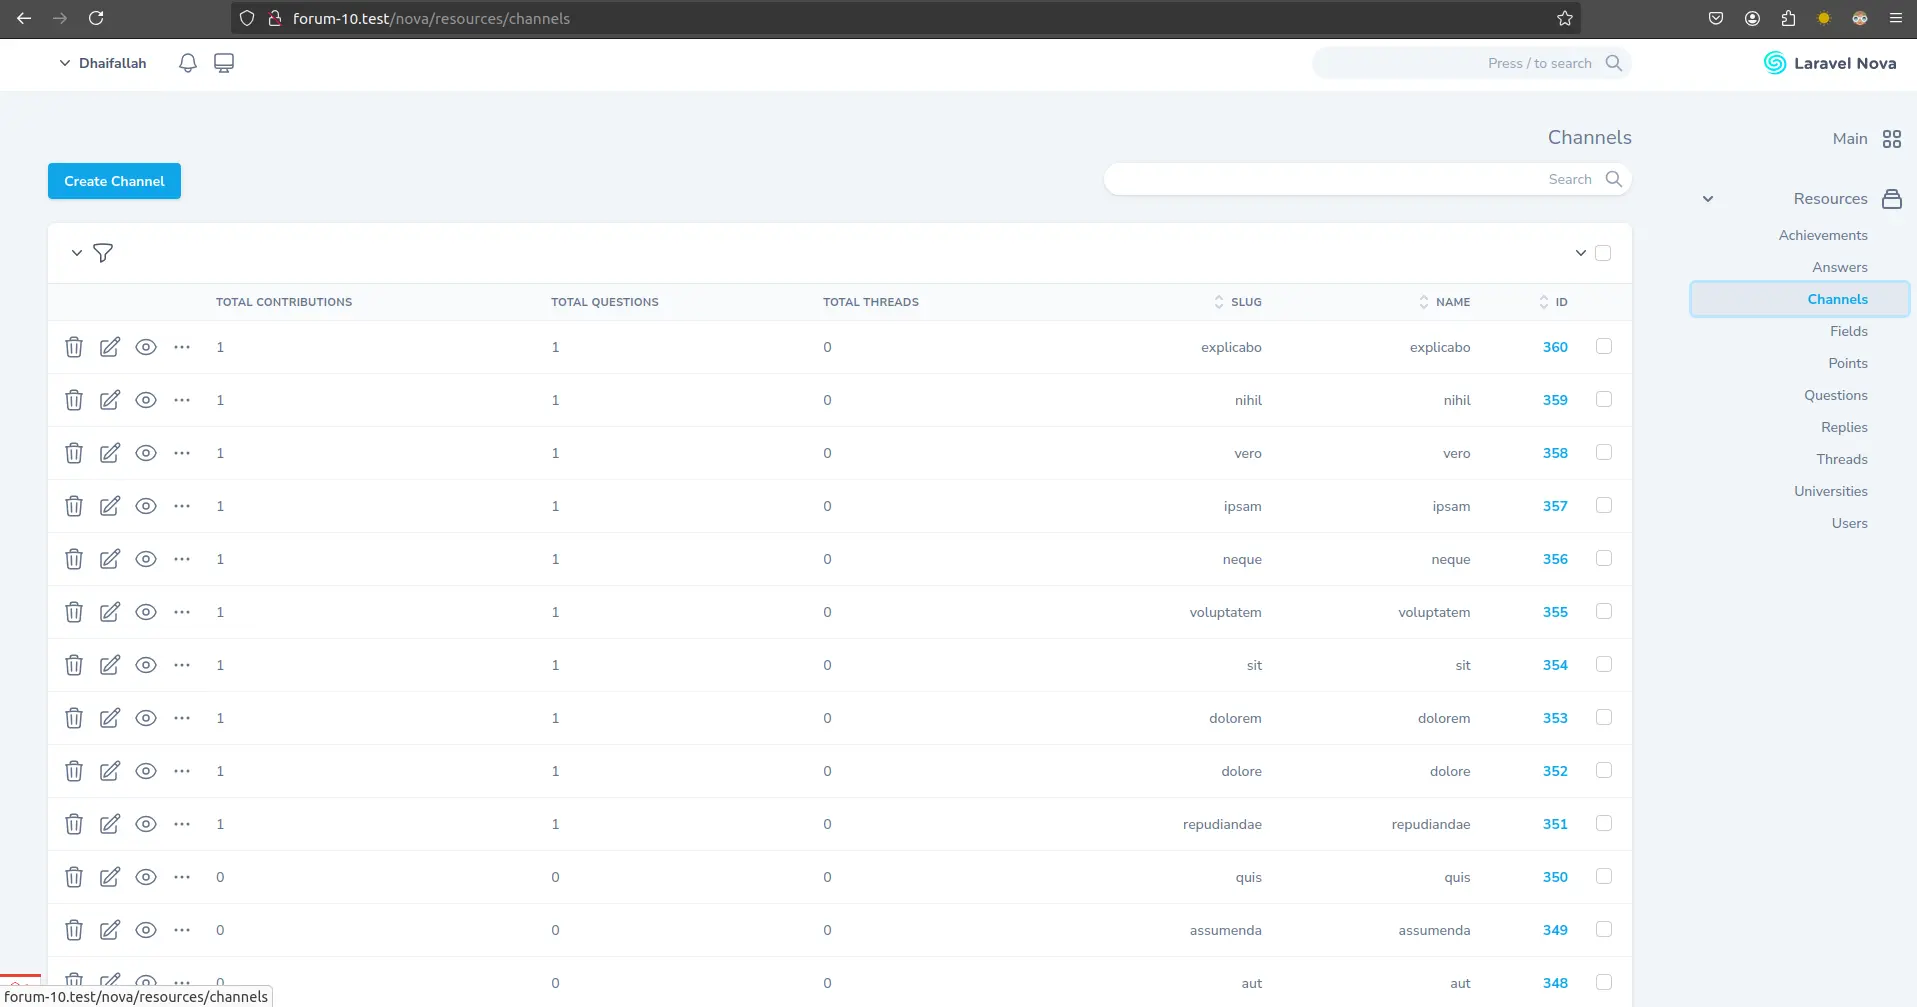 forum-10.test/nova/resources/channels
Dhaifallah
Press / to search
Laravel Nova
Channels
Main
Create Channel
Search
Resources
Achievements
Answers
Channels
Fields
Points
Questions
Replies
Threads
Universities
Users
TOTAL CONTRIBUTIONS TOTAL QUESTIONS TOTAL THREADS SLUG NAME ID
1 1 0 explicabo explicabo 360
1 1 0 nihil nihil 359
1 1 0 vero vero 358
1 1 0 ipsam ipsam 357
1 1 0 neque neque 356
1 1 0 voluptatem voluptatem 355
1 1 0 sit sit 354
1 1 0 dolorem dolorem 353
1 1 0 dolore dolore 352
1 1 0 repudiandae repudiandae 351
0 0 0 quis quis 350
0 0 0 assumenda assumenda 349
0 0 0 aut aut 348
forum-10.test/nova/resources/channels